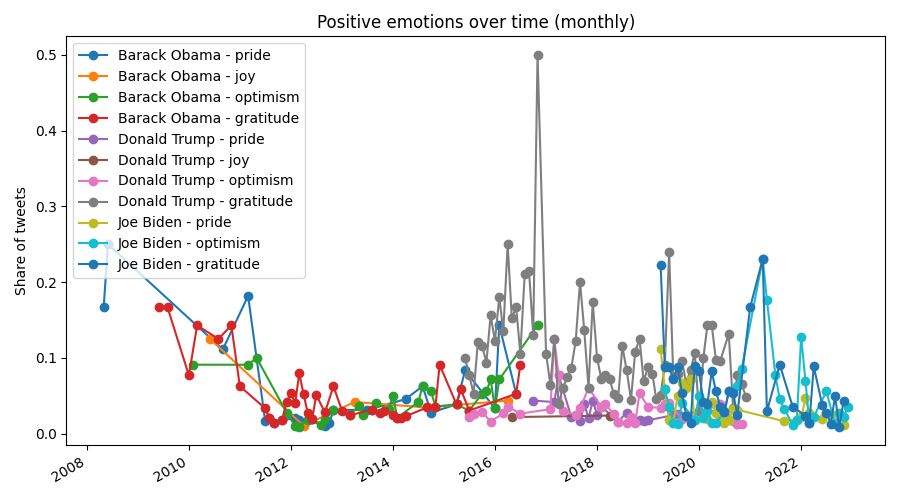 Positive emotions over time (monthly)
Share of tweets
0.5
0.4
0.3
0.2
0.1
0.0
Barack Obama - pride
Barack Obama - joy
Barack Obama - optimism
Barack Obama - gratitude
Donald Trump - pride
Donald Trump - joy
Donald Trump - optimism
Donald Trump - gratitude
Joe Biden - pride
Joe Biden - optimism
Joe Biden - gratitude
2008
2010
2012
2014
2016
2018
2020
2022